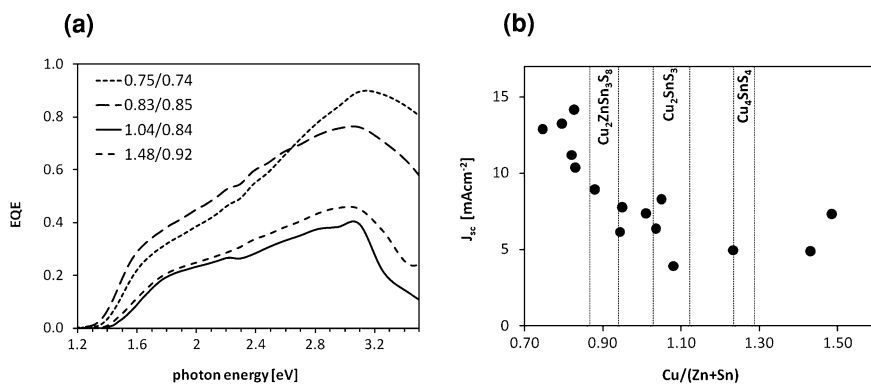 (a)
1.0
0.8
0.6
0.4
0.2
0.0
EQE
0.75/0.74
0.83/0.85
1.04/0.84
1.48/0.92
1.2 1.6 2 2.4 2.8 3.2
photon energy [eV]
(b)
15
10
5
0
Jsc [mAcm⁻²]
Cu₂ZnSn₃S₈
Cu₂SnS₃
Cu₄SnS₄
0.70 0.90 1.10 1.30 1.50
Cu/(Zn+Sn)